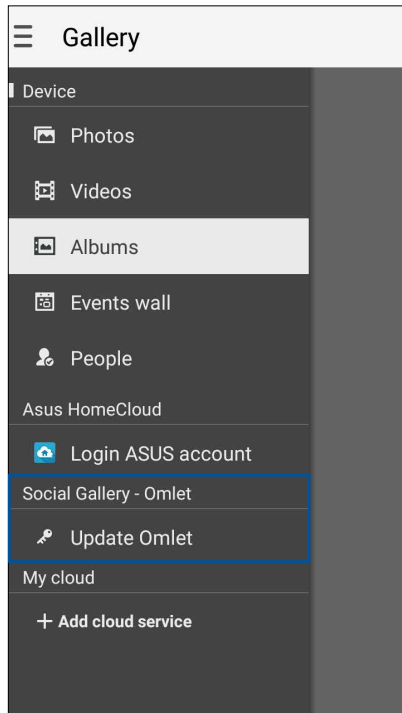 Gallery
Device
Photos
Videos
Albums
Events wall
People
Asus HomeCloud
Login ASUS account
Social Gallery - Omlet
Update Omlet
My cloud
+ Add cloud service